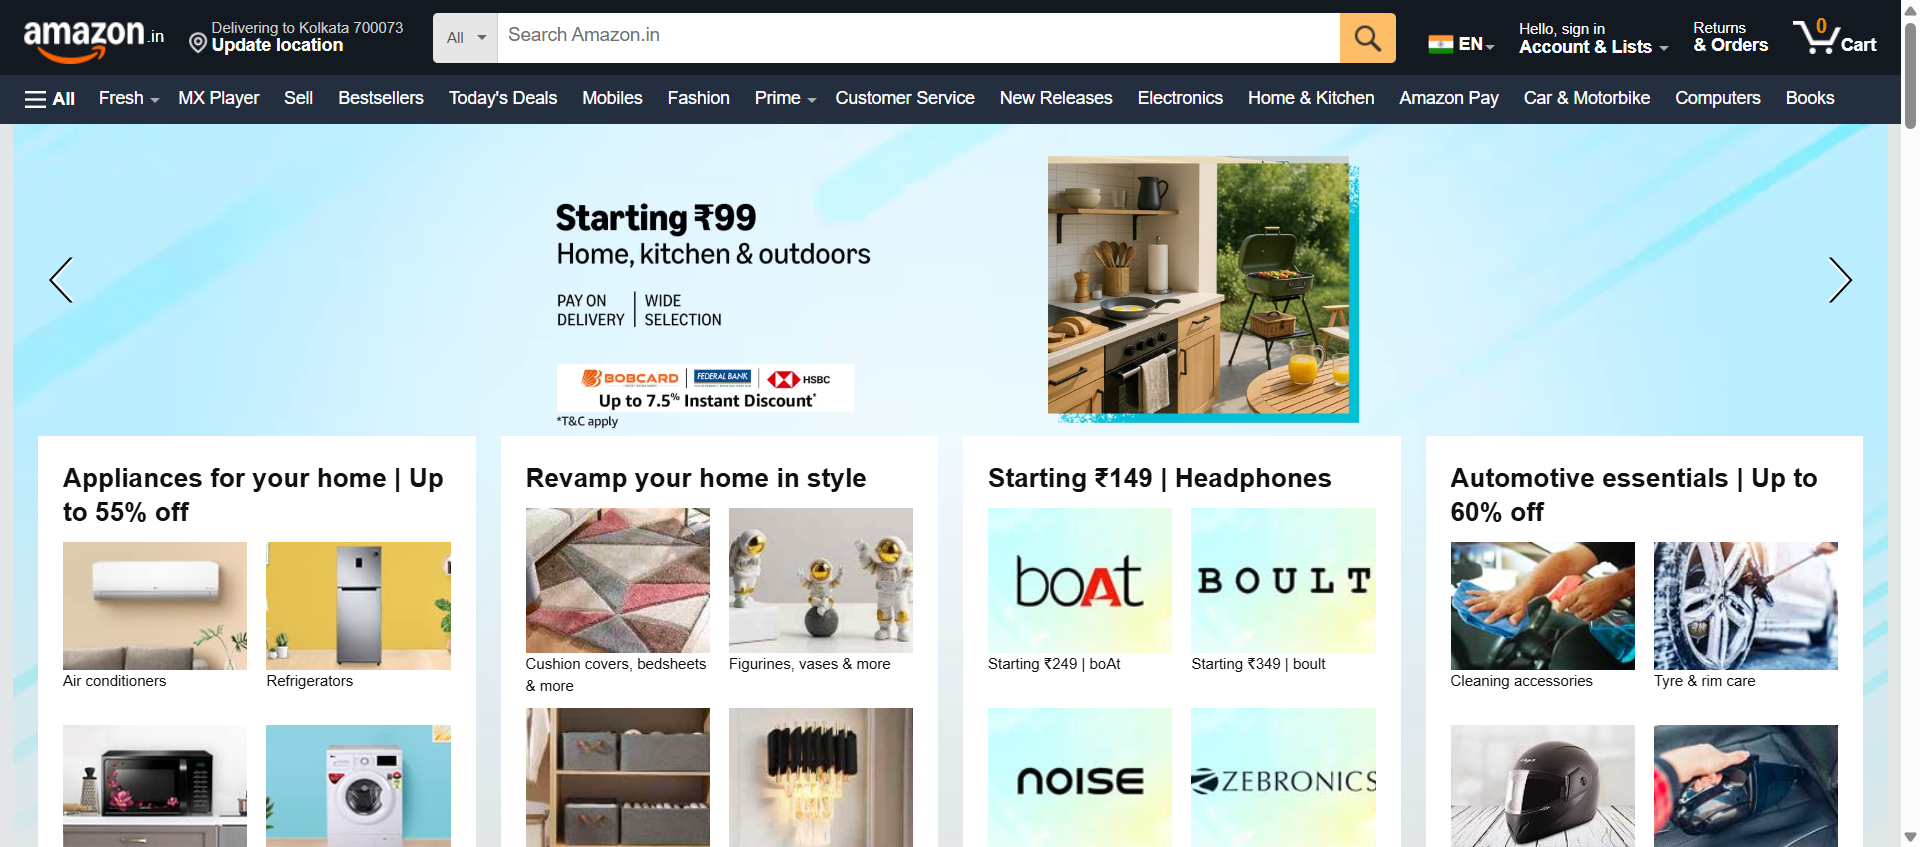 amazon.in
Delivering to Kolkata 700073
Update location
All
Search Amazon.in
EN
Hello, sign in
Account & Lists
Returns
& Orders
0
Cart
All
Fresh
MX Player
Sell
Bestsellers
Today's Deals
Mobiles
Fashion
Prime
Customer Service
New Releases
Electronics
Home & Kitchen
Amazon Pay
Car & Motorbike
Computers
Books
Starting ₹99
Home, kitchen & outdoors
PAY ON
DELIVERY
WIDE
SELECTION
BOBCARD
FEDERAL BANK
HSBC
Up to 7.5% Instant Discount*
*T&C apply
Appliances for your home | Up
to 55% off
Air conditioners
Refrigerators
Revamp your home in style
Cushion covers, bedsheets
& more
Figurines, vases & more
Starting ₹149 | Headphones
boAt
BOULT
Starting ₹249 | boAt
Starting ₹349 | boult
noise
ZEBRONICS
Automotive essentials | Up to
60% off
Cleaning accessories
Tyre & rim care